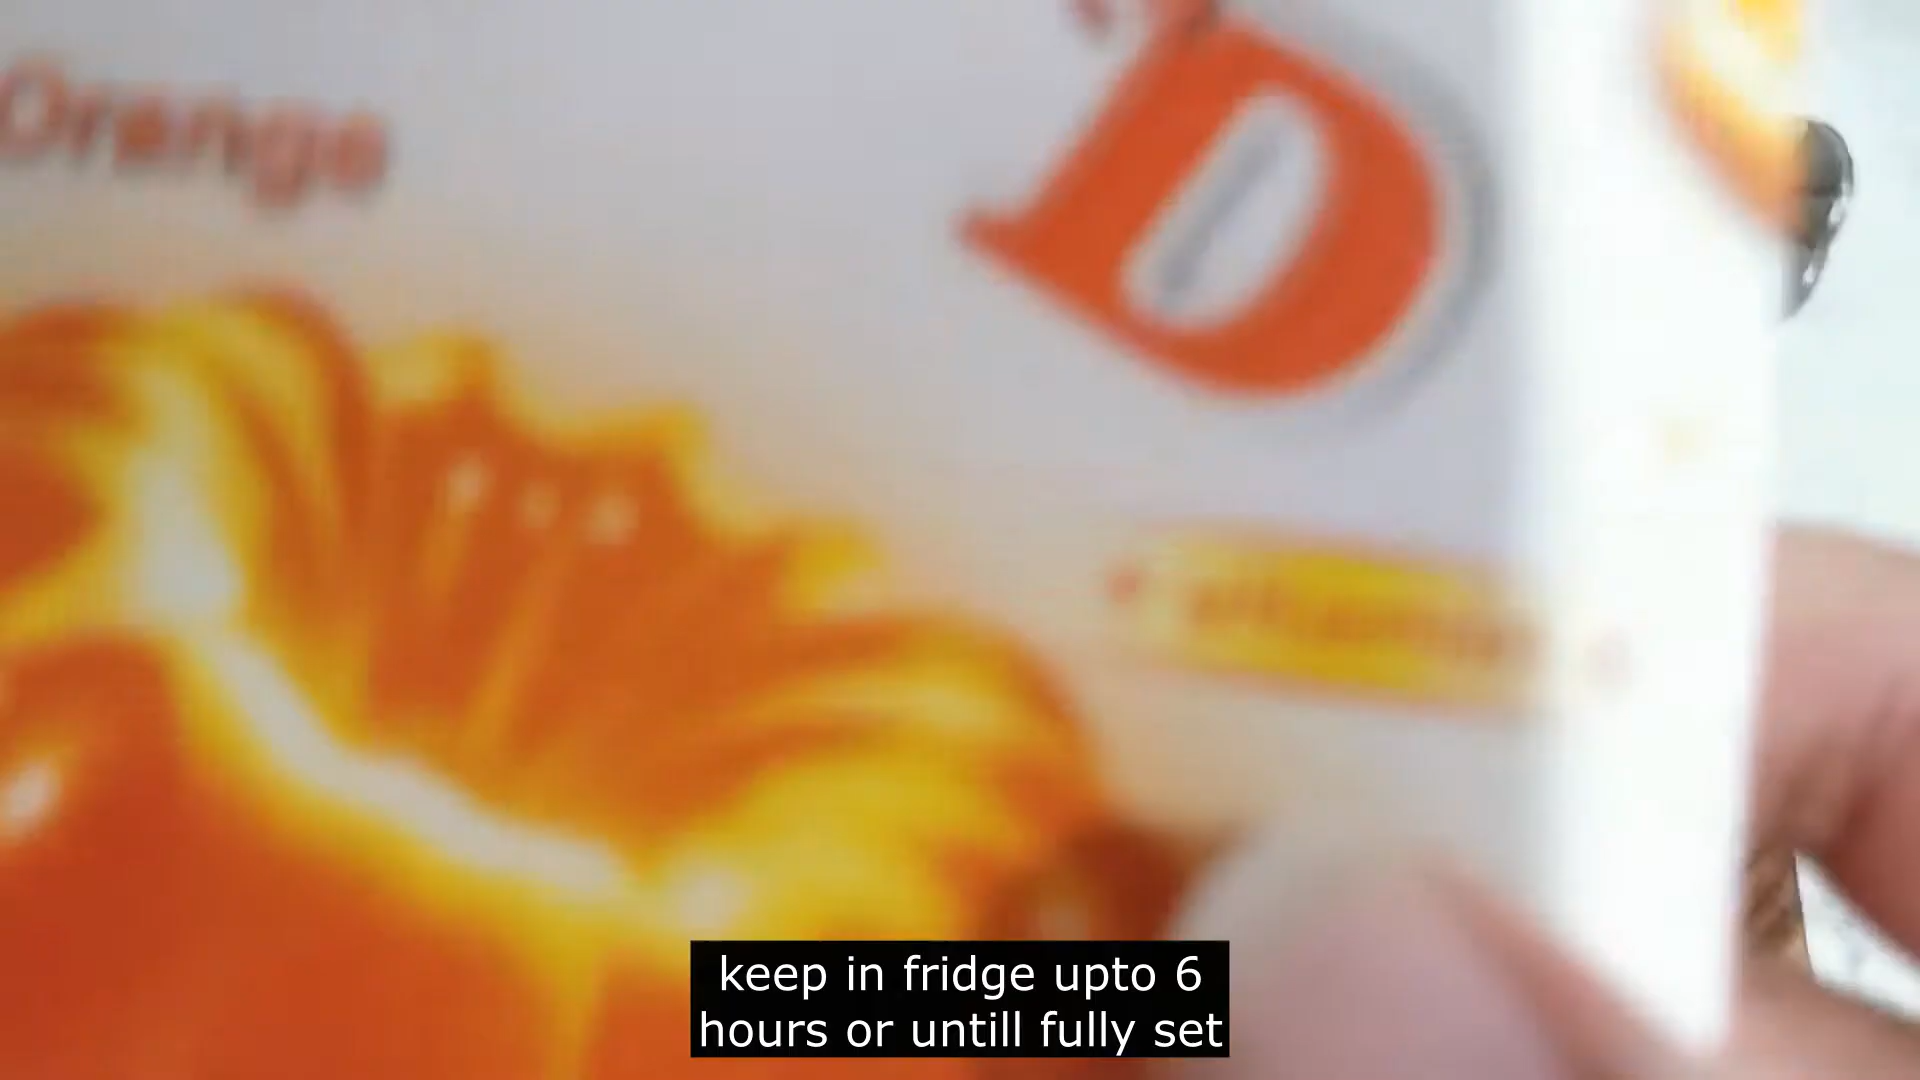 Orange
D
keep in fridge upto 6
hours or untill fully set